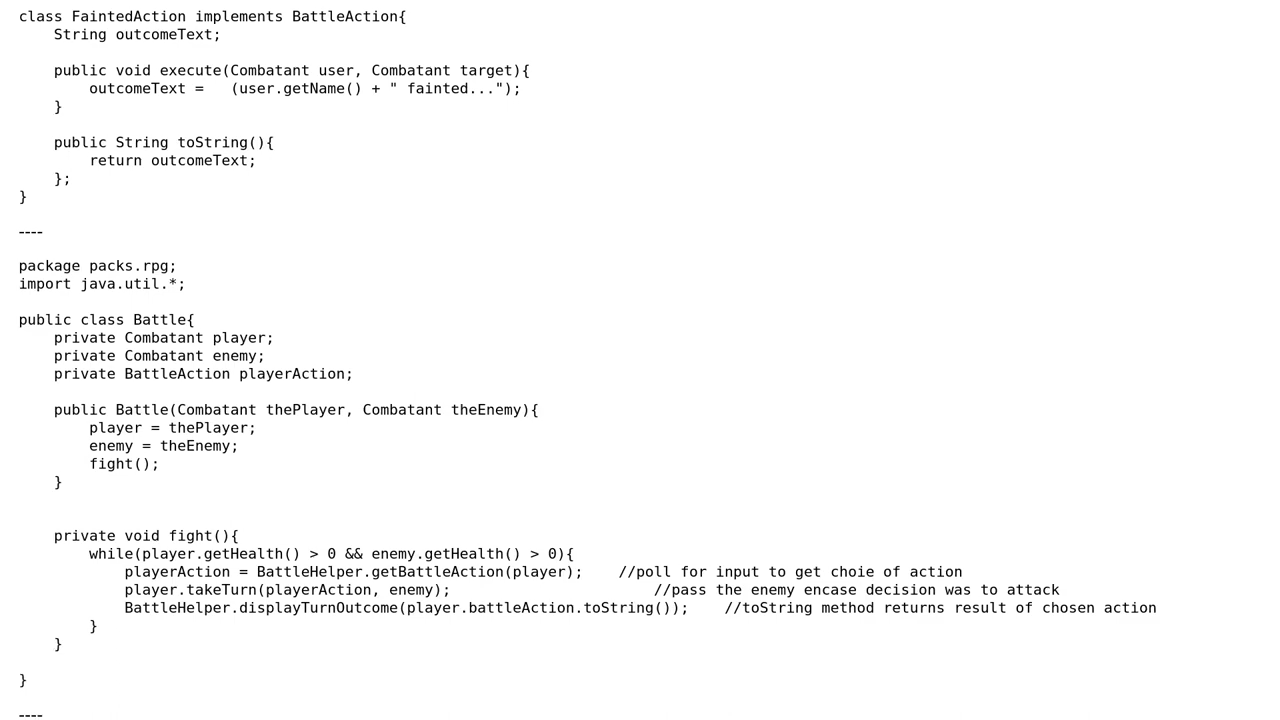 class FaintedAction implements BattleAction{
    String outcomeText;

    public void execute(Combatant user, Combatant target){
        outcomeText =   (user.getName() + " fainted...");
    }

    public String toString(){
        return outcomeText;
    };
}

----

package packs.rpg;
import java.util.*;

public class Battle{
    private Combatant player;
    private Combatant enemy;
    private BattleAction playerAction;

    public Battle(Combatant thePlayer, Combatant theEnemy){
        player = thePlayer;
        enemy = theEnemy;
        fight();
    }


    private void fight(){
        while(player.getHealth() > 0 && enemy.getHealth() > 0){
            playerAction = BattleHelper.getBattleAction(player);    //poll for input to get choie of action
            player.takeTurn(playerAction, enemy);                       //pass the enemy encase decision was to attack
            BattleHelper.displayTurnOutcome(player.battleAction.toString());    //toString method returns result of chosen action
        }
    }

}

----